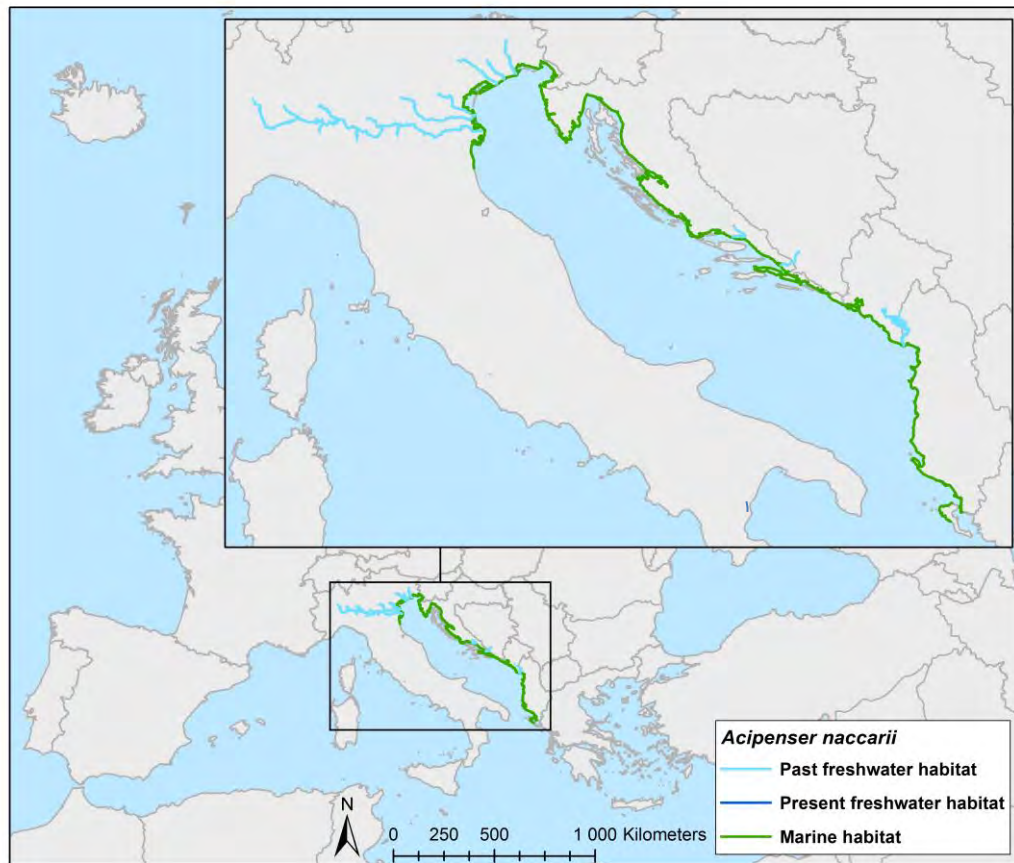 Acipenser naccarii
Past freshwater habitat
Present freshwater habitat
Marine habitat
N
0 250 500 1 000 Kilometers